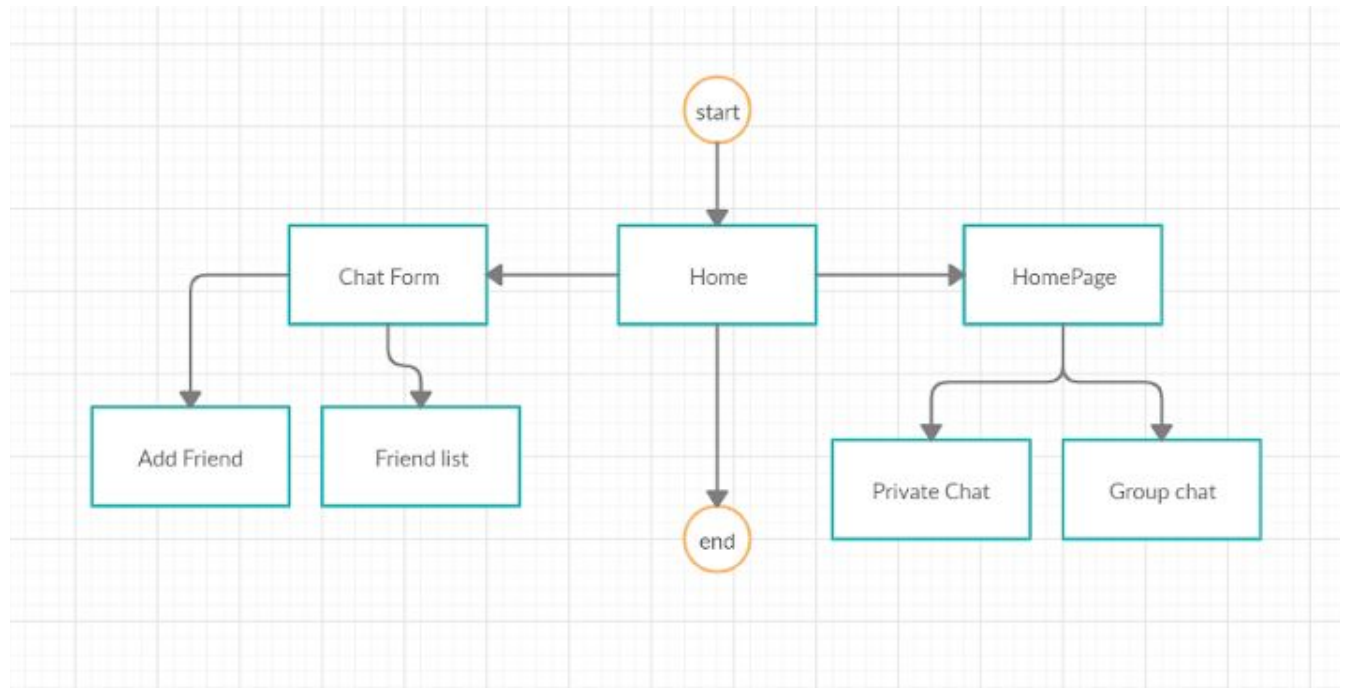 start
Chat Form
Home
HomePage
Add Friend
Friend list
Private Chat
Group chat
end